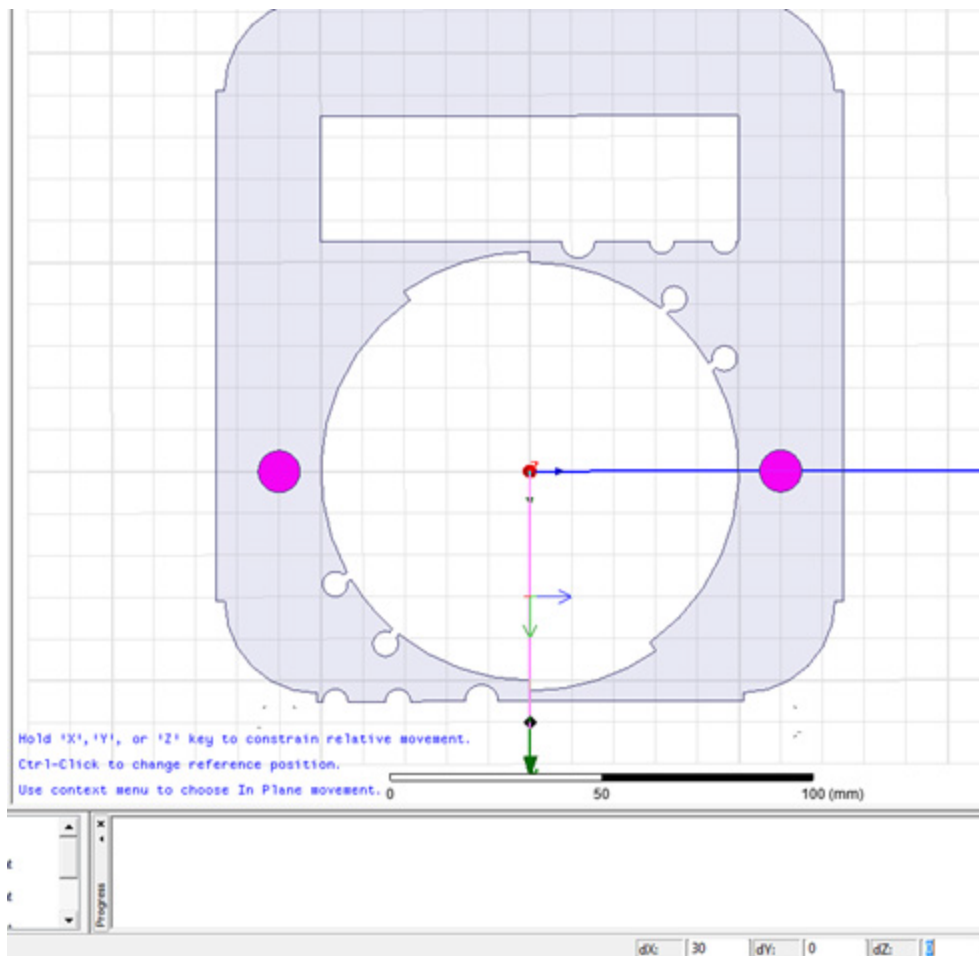 Z
Hold 'X','Y', or 'Z' key to constrain relative movement.
Ctrl-Click to change reference position.
Use context menu to choose In Plane movement.
0 50 100 (mm)
Progress
dX: 30 dY: 0 dZ: 0